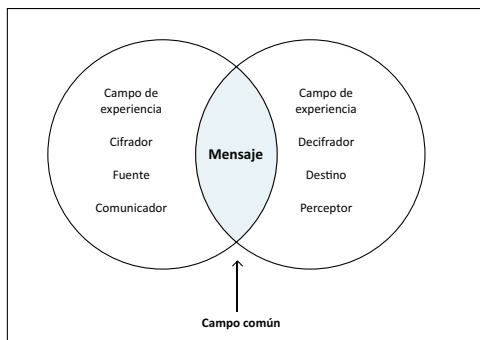 Campo de
experiencia
Cifrador
Fuente
Comunicador
Mensaje
Campo de
experiencia
Decifrador
Destino
Perceptor
Campo común